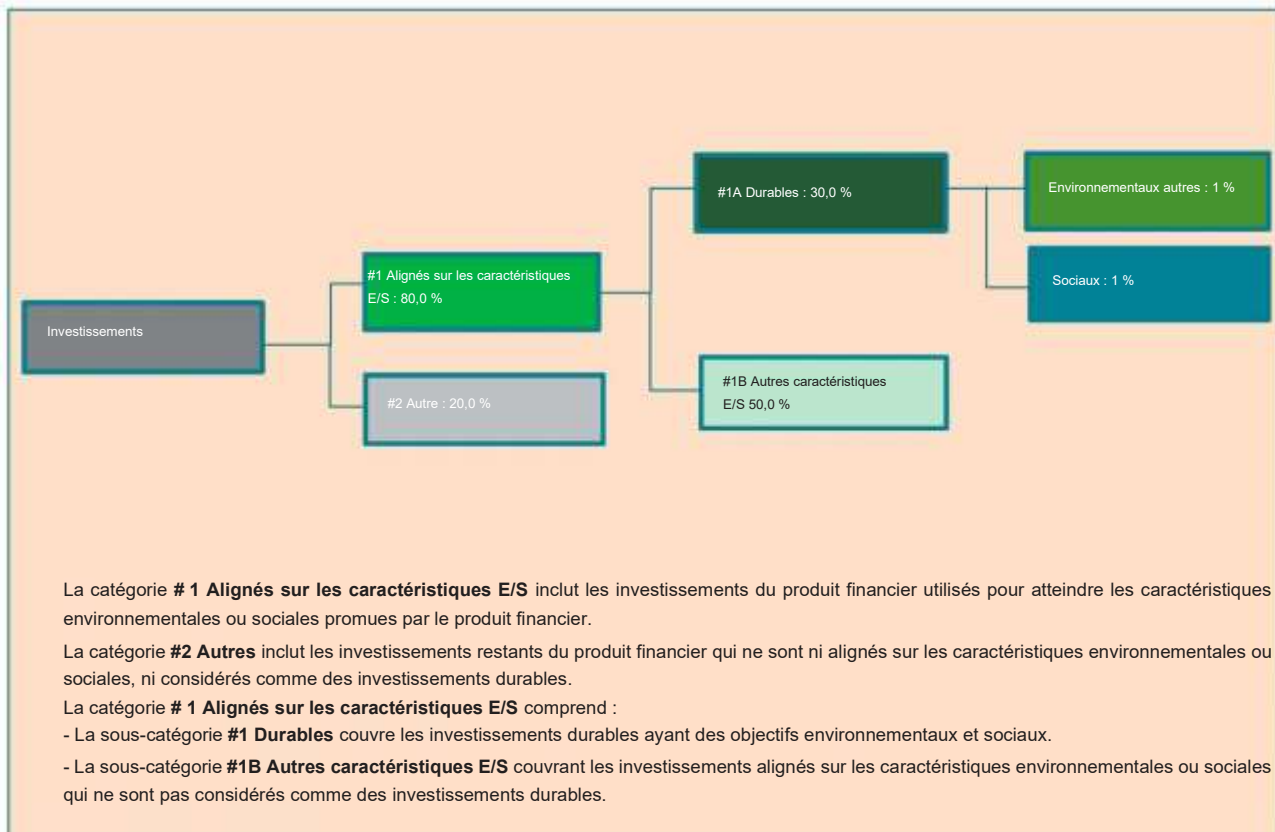 #1A Durables : 30,0 %
Environnementaux autres : 1 %
#1 Alignés sur les caractéristiques
E/S : 80,0 %
Sociaux : 1 %
Investissements
#2 Autre : 20,0 %
#1B Autres caractéristiques
E/S 50,0 %
La catégorie # 1 Alignés sur les caractéristiques E/S inclut les investissements du produit financier utilisés pour atteindre les caractéristiques
environnementales ou sociales promues par le produit financier.
La catégorie #2 Autres inclut les investissements restants du produit financier qui ne sont ni alignés sur les caractéristiques environnementales ou
sociales, ni considérés comme des investissements durables.
La catégorie # 1 Alignés sur les caractéristiques E/S comprend :
- La sous-catégorie #1 Durables couvre les investissements durables ayant des objectifs environnementaux et sociaux.
- La sous-catégorie #1B Autres caractéristiques E/S couvrant les investissements alignés sur les caractéristiques environnementales ou sociales
qui ne sont pas considérés comme des investissements durables.